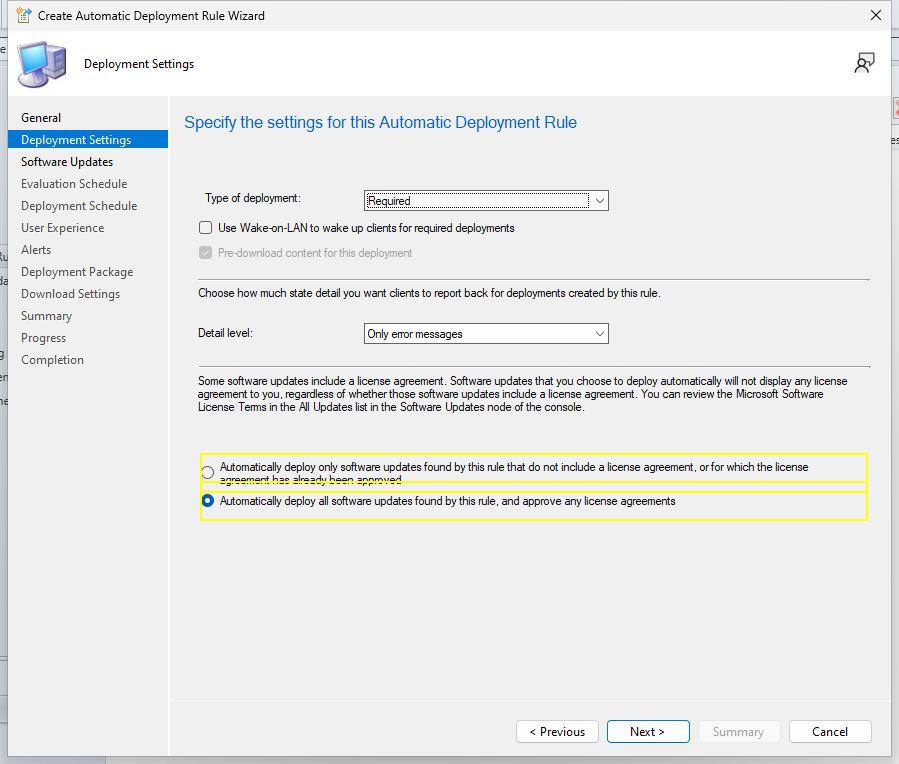 Create Automatic Deployment Rule Wizard
Deployment Settings
General
Deployment Settings
Software Updates
Evaluation Schedule
Deployment Schedule
User Experience
Alerts
Deployment Package
Download Settings
Summary
Progress
Completion
Specify the settings for this Automatic Deployment Rule
Type of deployment:
Required
Use Wake-on-LAN to wake up clients for required deployments
Pre-download content for this deployment
Choose how much state detail you want clients to report back for deployments created by this rule.
Detail level:
Only error messages
Some software updates include a license agreement. Software updates that you choose to deploy automatically will not display any license
agreement to you, regardless of whether those software updates include a license agreement. You can review the Microsoft Software
License Terms in the All Updates list in the Software Updates node of the console.
Automatically deploy only software updates found by this rule that do not include a license agreement, or for which the license
agreement has already been approved
Automatically deploy all software updates found by this rule, and approve any license agreements
< Previous
Next >
Summary
Cancel